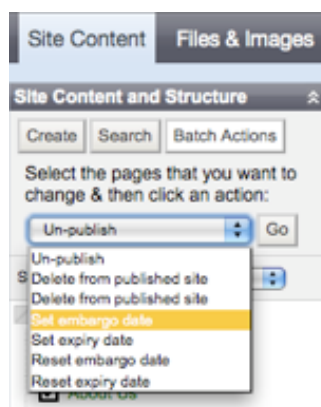 Site Content Files & Images
Site Content and Structure
Create Search Batch Actions
Select the pages that you want to
change & then click an action:
Un-publish Go
Un-publish
Delete from published site
S
Delete from published site
Set embargo date
Set expiry date
Reset embargo date
Reset expiry date
About Us